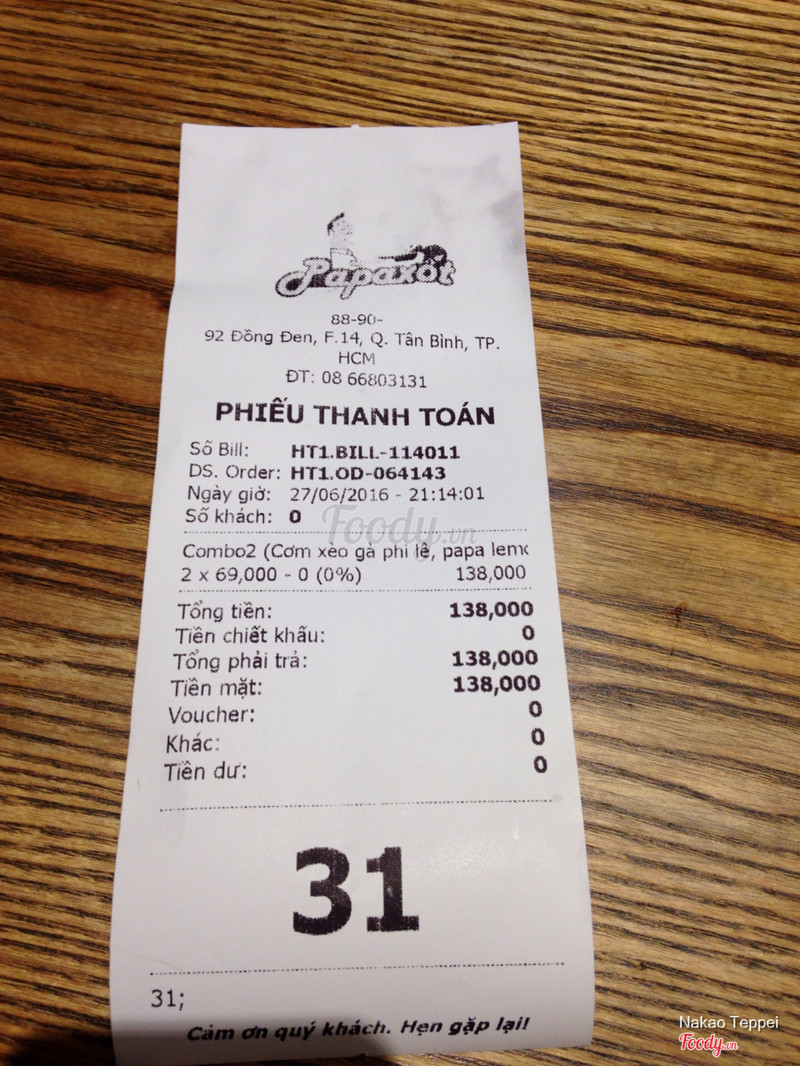 Papaxốt
88-90-
92 Đồng Đen, F.14, Q. Tân Bình, TP.
HCM
ĐT: 08 66803131
PHIẾU THANH TOÁN
Số Bill: HT1.BILL-114011
DS. Order: HT1.OD-064143
Ngày giờ: 27/06/2016 - 21:14:01
Số khách: 0
Foody.vn
Combo2 (Cơm xèo gà phi lê, papa lemo
2 x 69,000 - 0 (0%) 138,000
Tổng tiền: 138,000
Tiền chiết khấu: 0
Tổng phải trả: 138,000
Tiền mặt: 138,000
Voucher: 0
Khác: 0
Tiền dư: 0
31
31;
Cảm ơn quý khách. Hẹn gặp lại!
Nakao Teppei
Foody.vn